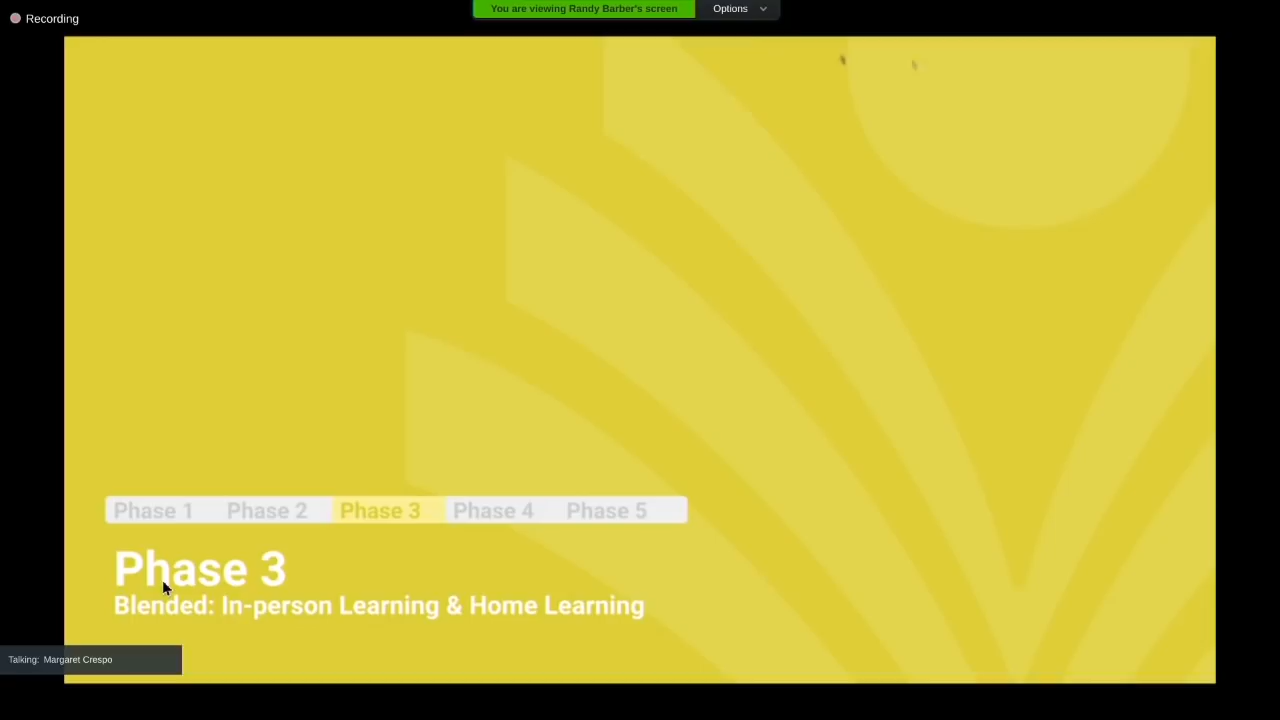 Recording
You are viewing Randy Barber's screen
Options
Phase 1 Phase 2 Phase 3 Phase 4 Phase 5
Phase 3
Blended: In-person Learning & Home Learning
Talking: Margaret Crespo